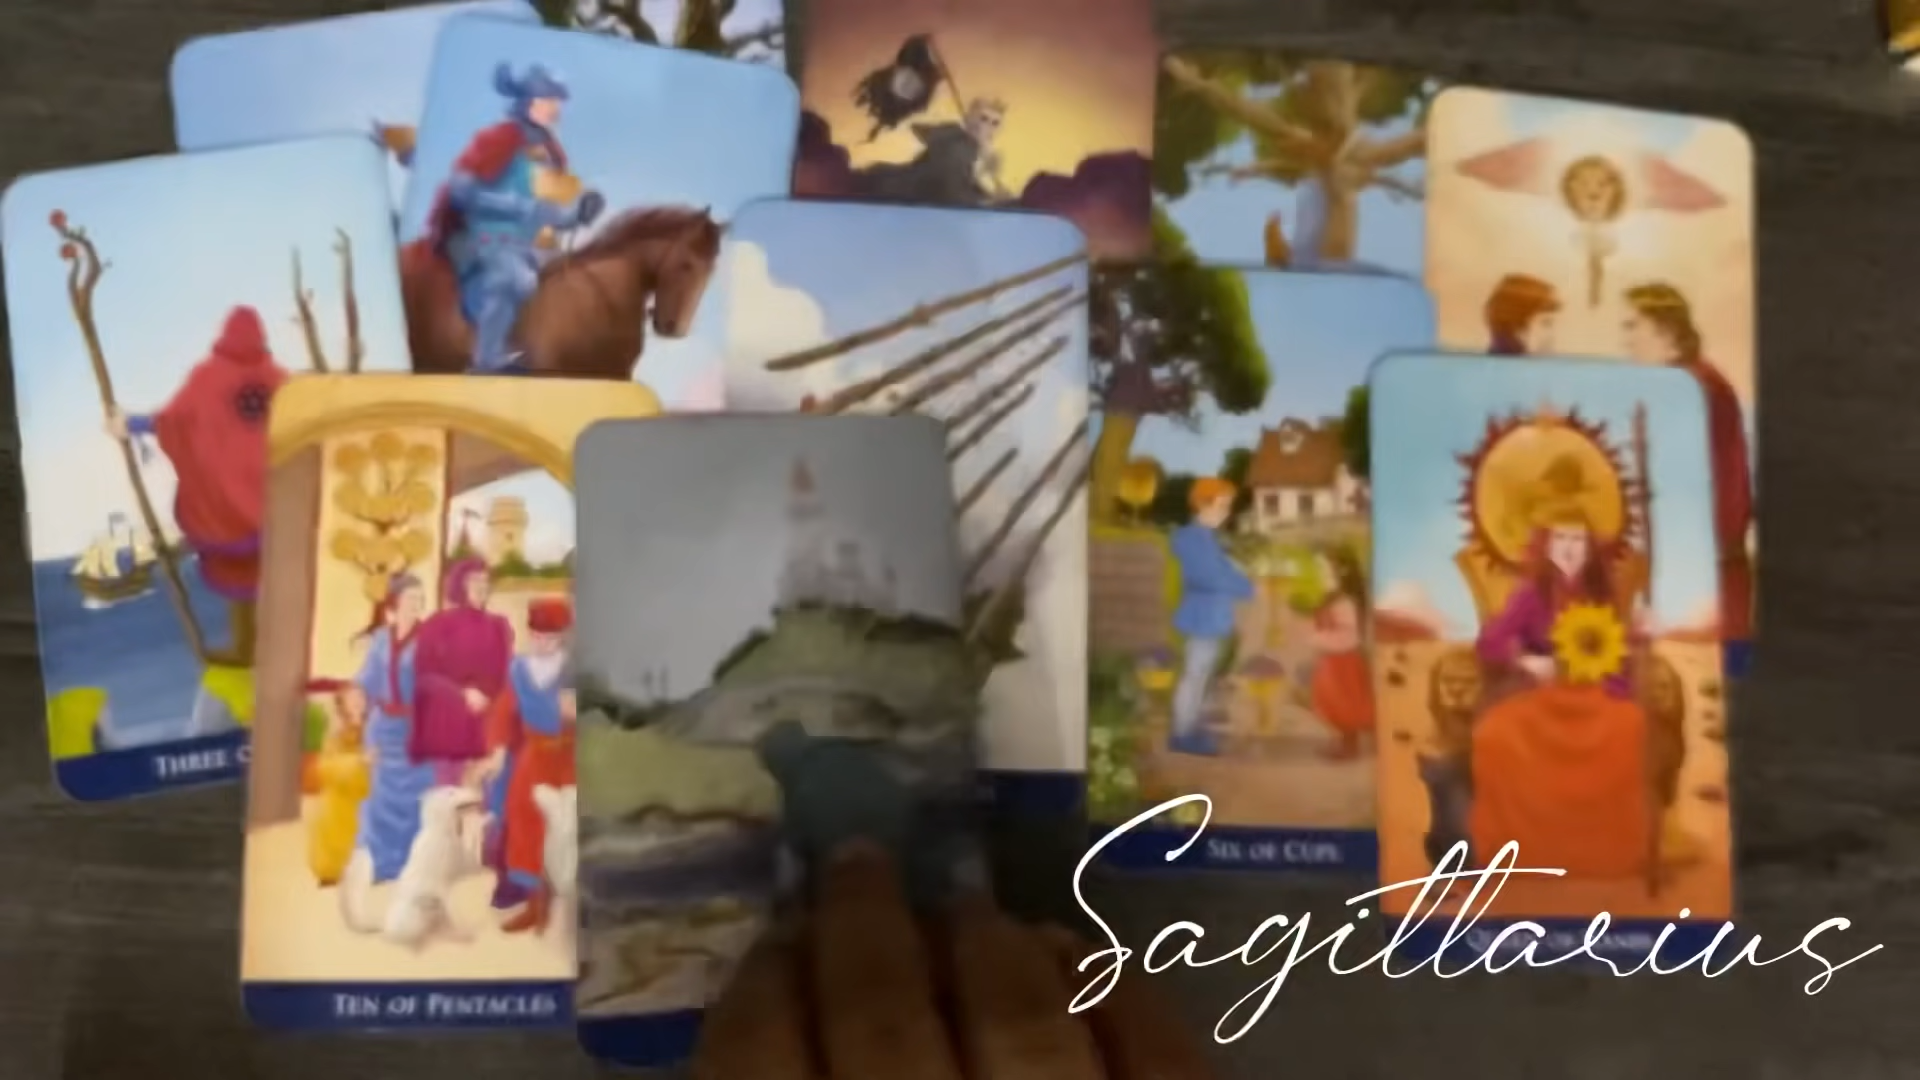 THREE
SIX OF CUPS
TEN OF PENTACLES
Sagittarius